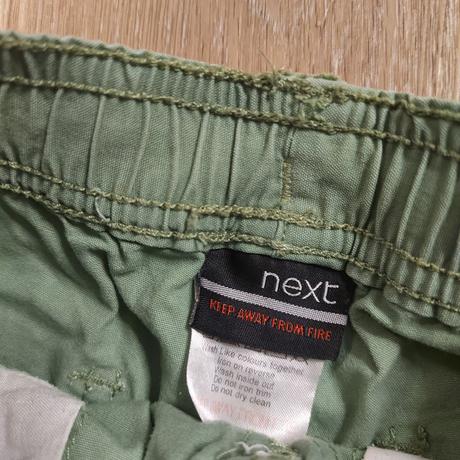 next
KEEP AWAY FROM FIRE
With Like colours together
Iron on reverse
Wash inside out
Do not iron trim
Do not dry clean